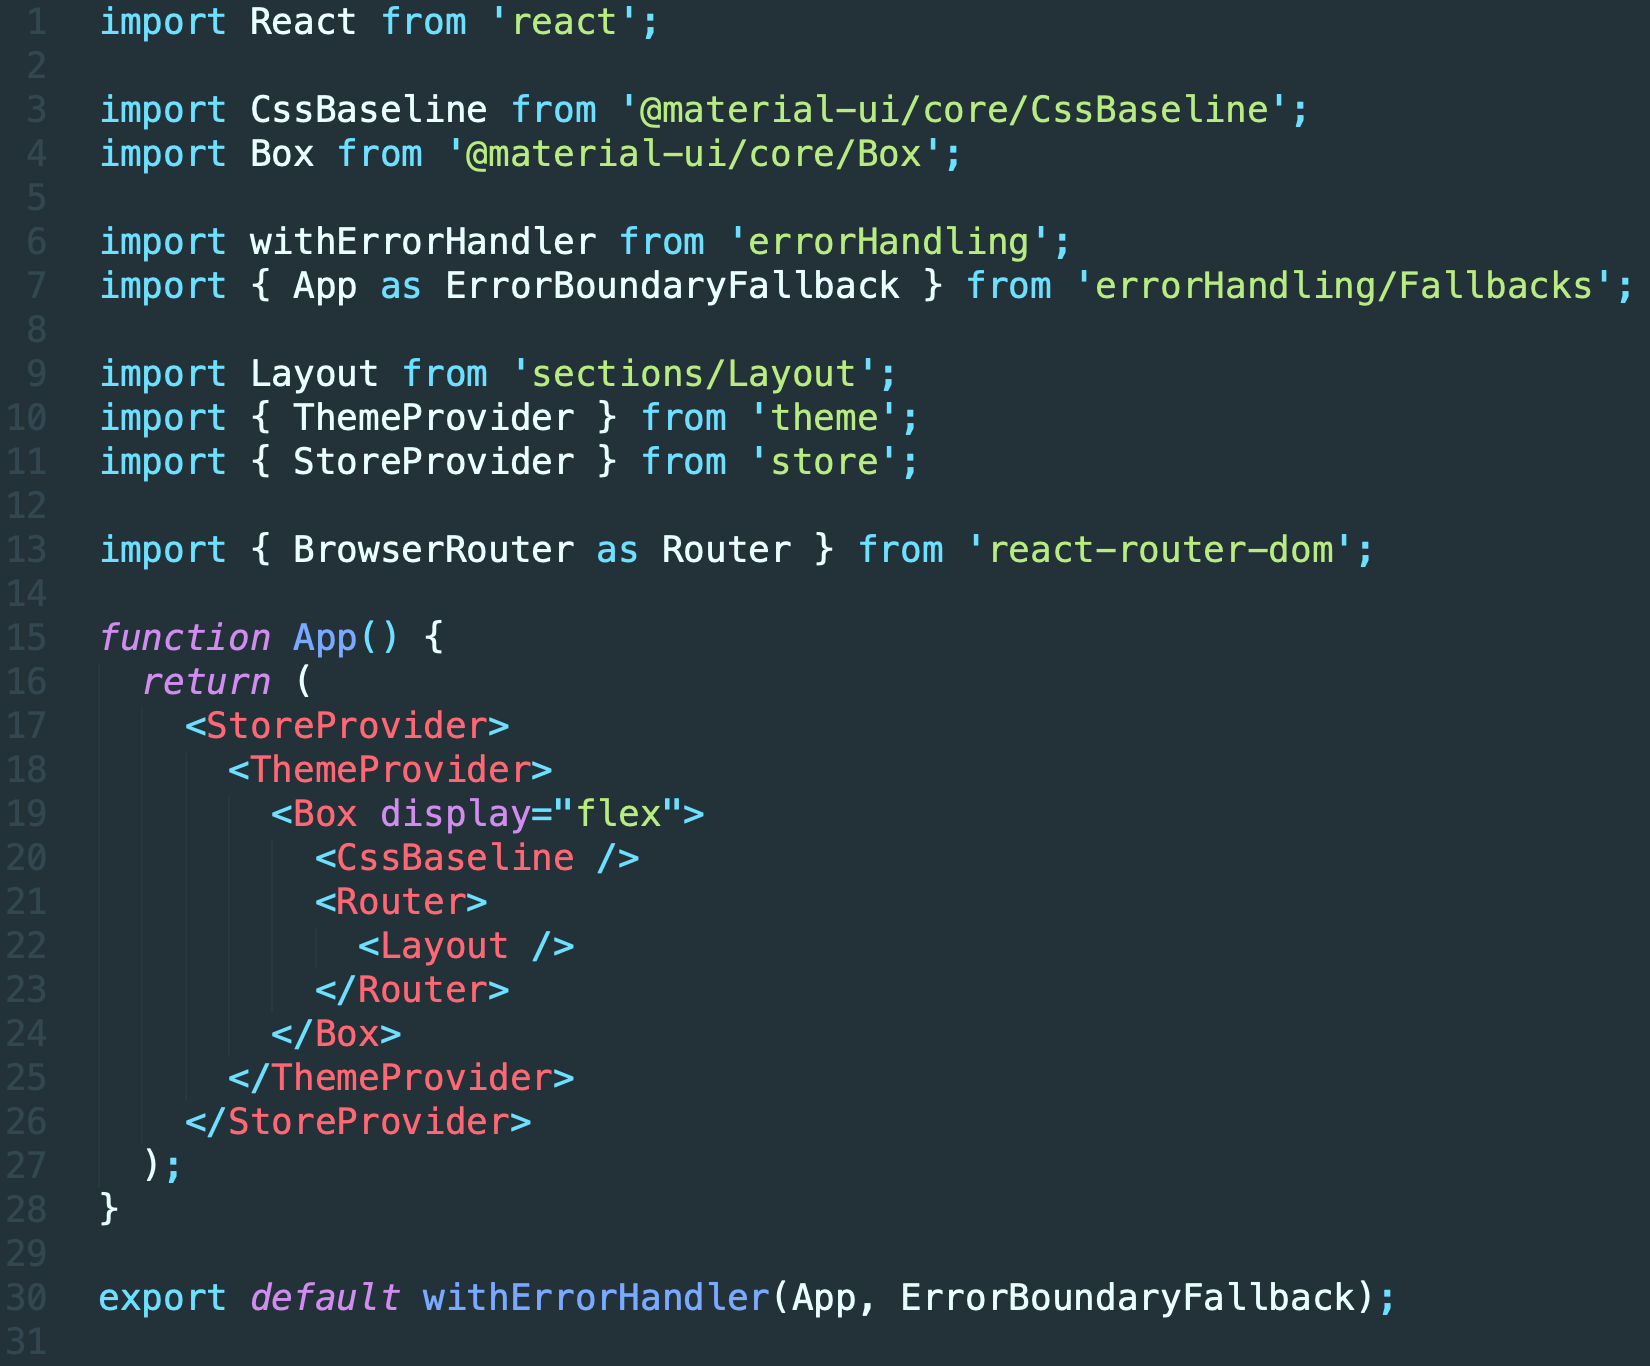 1 import React from 'react';
2
3 import CssBaseline from '@material-ui/core/CssBaseline';
4 import Box from '@material-ui/core/Box';
5
6 import withErrorHandler from 'errorHandling';
7 import { App as ErrorBoundaryFallback } from 'errorHandling/Fallbacks';
8
9 import Layout from 'sections/Layout';
10 import { ThemeProvider } from 'theme';
11 import { StoreProvider } from 'store';
12
13 import { BrowserRouter as Router } from 'react-router-dom';
14
15 function App() {
16   return (
17     <StoreProvider>
18       <ThemeProvider>
19         <Box display="flex">
20           <CssBaseline />
21           <Router>
22             <Layout />
23           </Router>
24         </Box>
25       </ThemeProvider>
26     </StoreProvider>
27   );
28 }
29
30 export default withErrorHandler(App, ErrorBoundaryFallback);
31